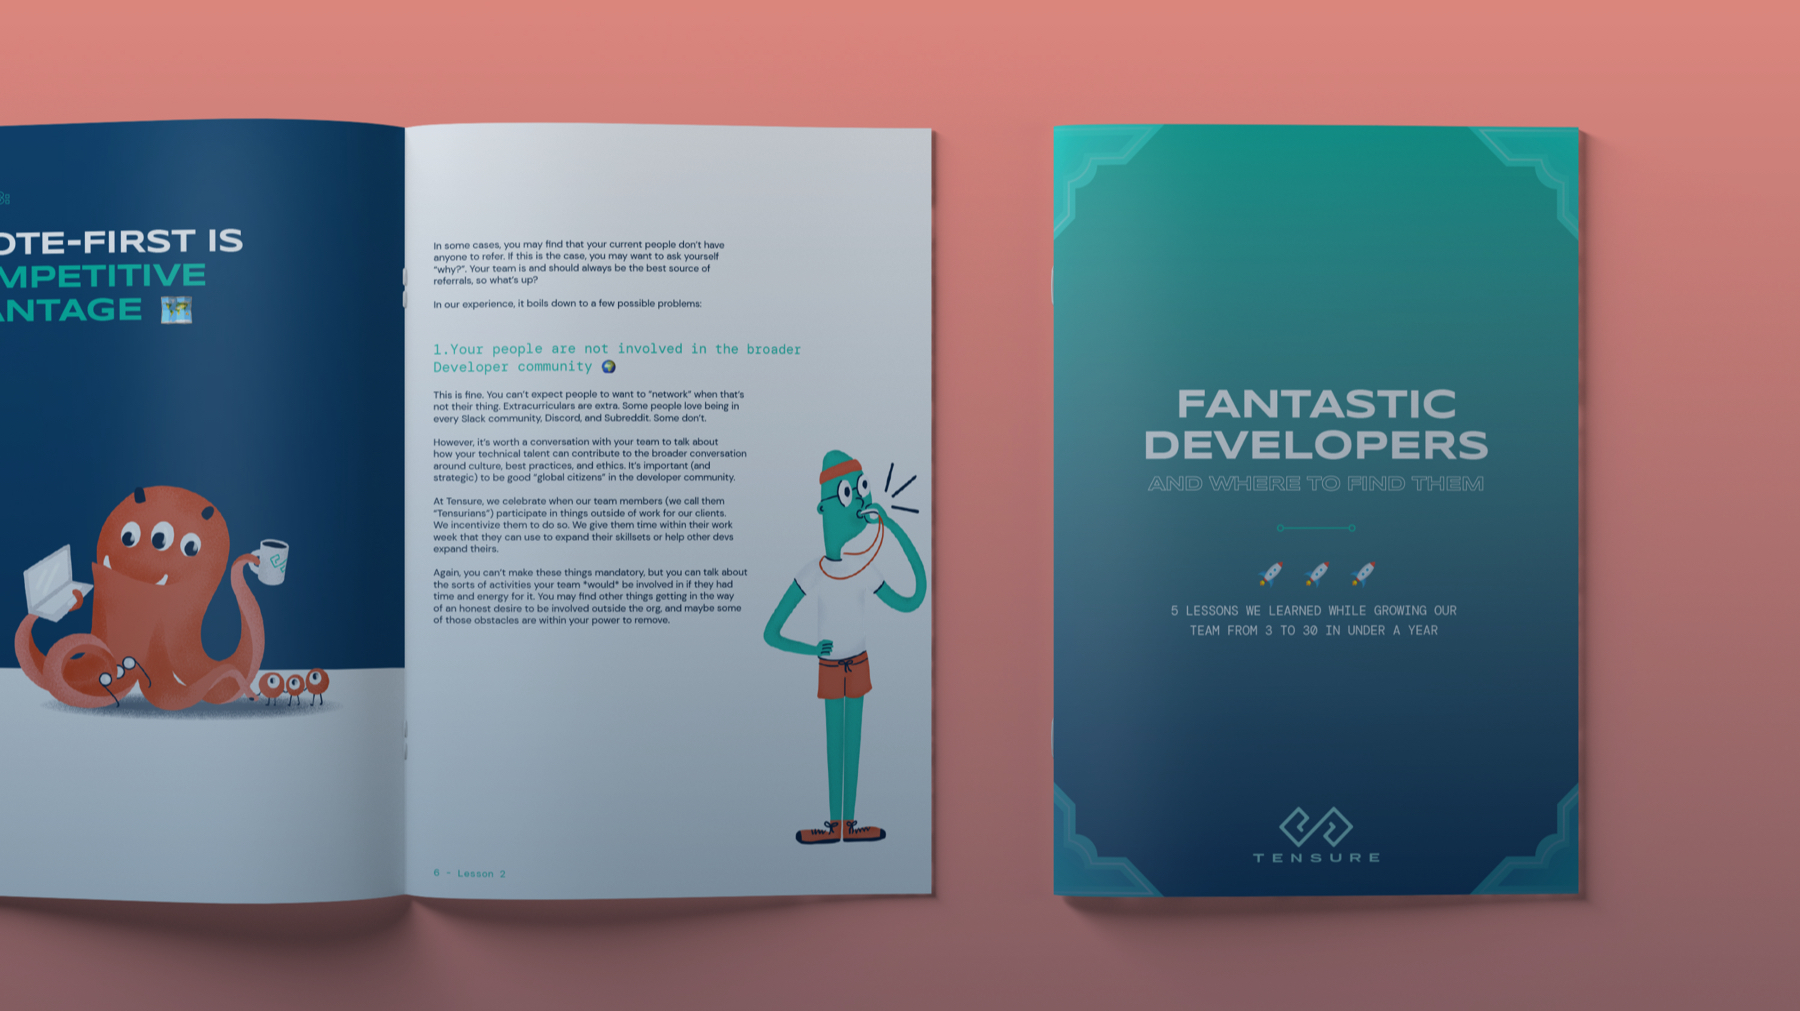 OTE-FIRST IS
MPETITIVE
ANTAGE
In some cases, you may find that your current people don't have
anyone to refer. If this is the case, you may want to ask yourself
"why?". Your team is and should always be the best source of
referrals, so what's up?
In our experience, it boils down to a few possible problems:
1.Your people are not involved in the broader
Developer community
This is fine. You can't expect people to want to "network" when that's
not their thing. Extracurriculars are extra. Some people love being in
every Slack community, Discord, and Subreddit. Some don't.
However, it's worth a conversation with your team to talk about
how your technical talent can contribute to the broader conversation
around culture, best practices, and ethics. It's important (and
strategic) to be good "global citizens" in the developer community.
At Tensure, we celebrate when our team members (we call them
"Tensurians") participate in things outside of work for our clients.
We incentivize them to do so. We give them time within their work
week that they can use to expand their skillsets or help other devs
expand theirs.
Again, you can't make these things mandatory, but you can talk about
the sorts of activities your team *would* be involved in if they had
time and energy for it. You may find other things getting in the way
of an honest desire to be involved outside the org, and maybe some
of those obstacles are within your power to remove.
6 - Lesson 2
FANTASTIC
DEVELOPERS
AND WHERE TO FIND THEM
5 LESSONS WE LEARNED WHILE GROWING OUR
TEAM FROM 3 TO 30 IN UNDER A YEAR
TENSURE